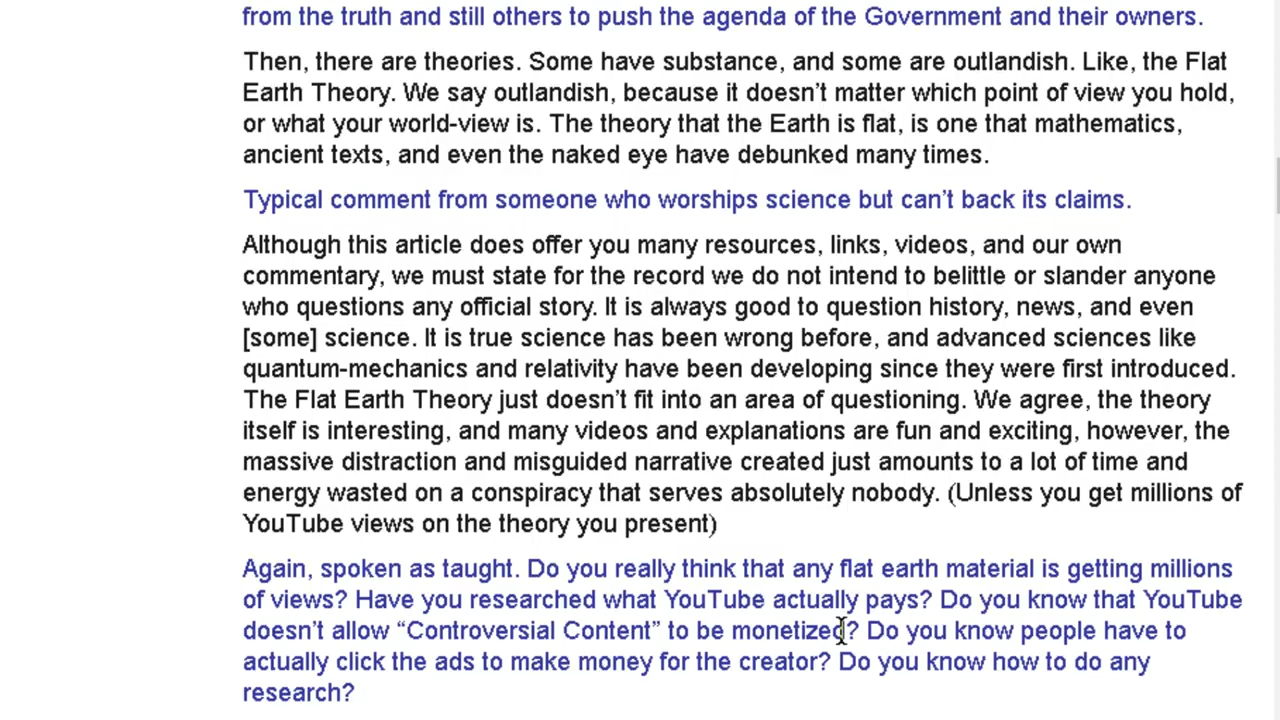 from the truth and still others to push the agenda of the Government and their owners.
Then, there are theories. Some have substance, and some are outlandish. Like, the Flat
Earth Theory. We say outlandish, because it doesn’t matter which point of view you hold,
or what your world-view is. The theory that the Earth is flat, is one that mathematics,
ancient texts, and even the naked eye have debunked many times.
Typical comment from someone who worships science but can’t back its claims.
Although this article does offer you many resources, links, videos, and our own
commentary, we must state for the record we do not intend to belittle or slander anyone
who questions any official story. It is always good to question history, news, and even
[some] science. It is true science has been wrong before, and advanced sciences like
quantum-mechanics and relativity have been developing since they were first introduced.
The Flat Earth Theory just doesn’t fit into an area of questioning. We agree, the theory
itself is interesting, and many videos and explanations are fun and exciting, however, the
massive distraction and misguided narrative created just amounts to a lot of time and
energy wasted on a conspiracy that serves absolutely nobody. (Unless you get millions of
YouTube views on the theory you present)
Again, spoken as taught. Do you really think that any flat earth material is getting millions
of views? Have you researched what YouTube actually pays? Do you know that YouTube
doesn’t allow “Controversial Content” to be monetized? Do you know people have to
actually click the ads to make money for the creator? Do you know how to do any
research?